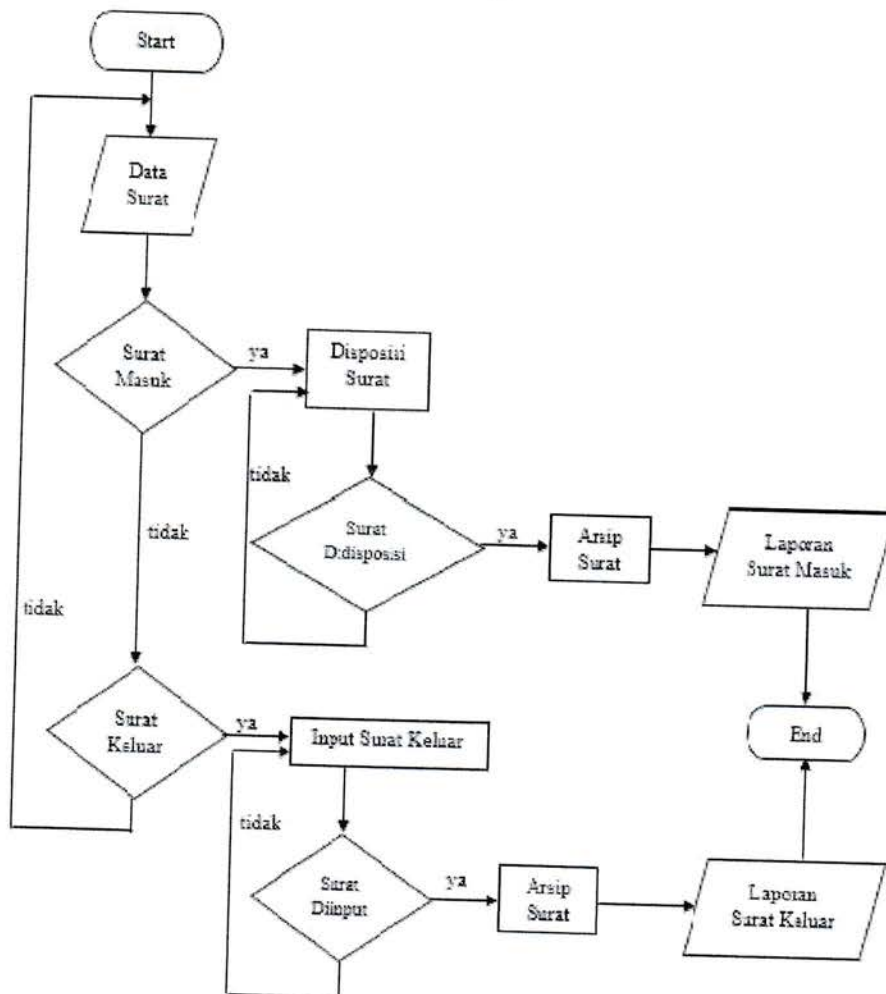 Start
Data
Surat
Surat
Masuk
ya
Disposisi
Surat
tidak
tidak
Surat
Didisposisi
ya
Arsip
Surat
Laporan
Surat Masuk
tidak
Surat
Keluar
ya
Input Surat Keluar
End
tidak
Surat
Diinput
ya
Arsip
Surat
Laporan
Surat Keluar